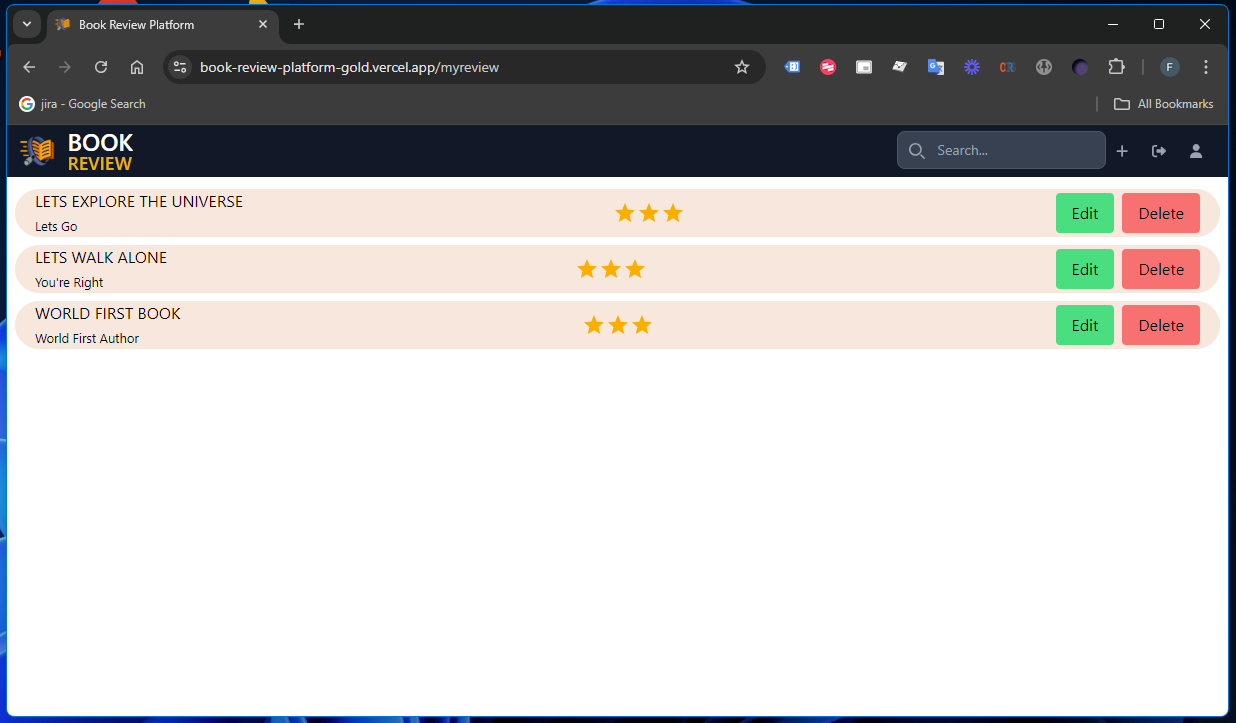 Book Review Platform
book-review-platform-gold.vercel.app/myreview
F
jira - Google Search
All Bookmarks
BOOK
REVIEW
Search...
LETS EXPLORE THE UNIVERSE
Lets Go
Edit
Delete
LETS WALK ALONE
You're Right
Edit
Delete
WORLD FIRST BOOK
World First Author
Edit
Delete